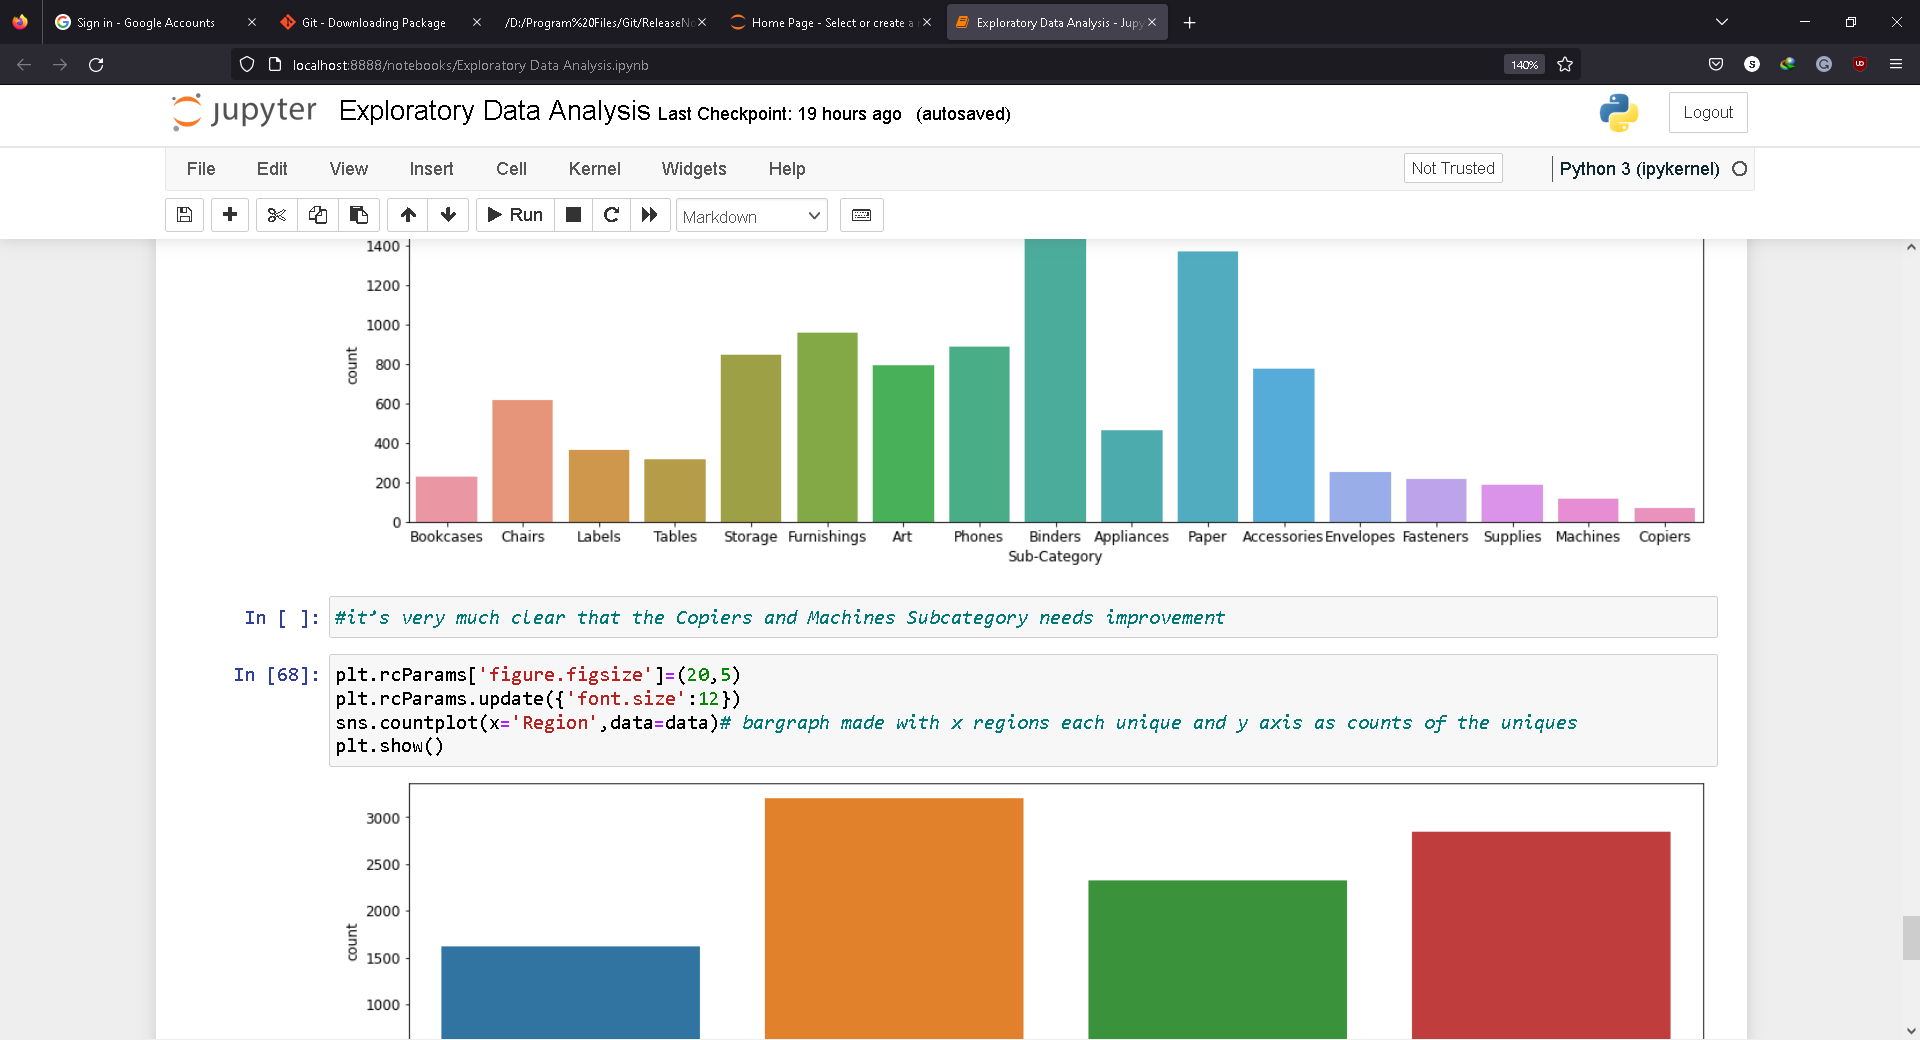 Sign in - Google Accounts
Git - Downloading Package
/D:/Program%20Files/Git/ReleaseNo
Home Page - Select or create a
Exploratory Data Analysis - Jupy
localhost:8888/notebooks/Exploratory Data Analysis.ipynb
140%
S
UD
jupyter
Exploratory Data Analysis Last Checkpoint: 19 hours ago (autosaved)
Logout
File Edit View Insert Cell Kernel Widgets Help
Not Trusted
Python 3 (ipykernel)
Run
Markdown
1400
1200
1000
800
600
400
200
0
count
Bookcases Chairs Labels Tables Storage Furnishings Art Phones Binders Appliances Paper Accessories Envelopes Fasteners Supplies Machines Copiers
Sub-Category
In [ ]: #it's very much clear that the Copiers and Machines Subcategory needs improvement
In [68]: plt.rcParams['figure.figsize']=(20,5)
plt.rcParams.update({'font.size':12})
sns.countplot(x='Region',data=data)# bargraph made with x regions each unique and y axis as counts of the uniques
plt.show()
3000
2500
2000
1500
1000
count